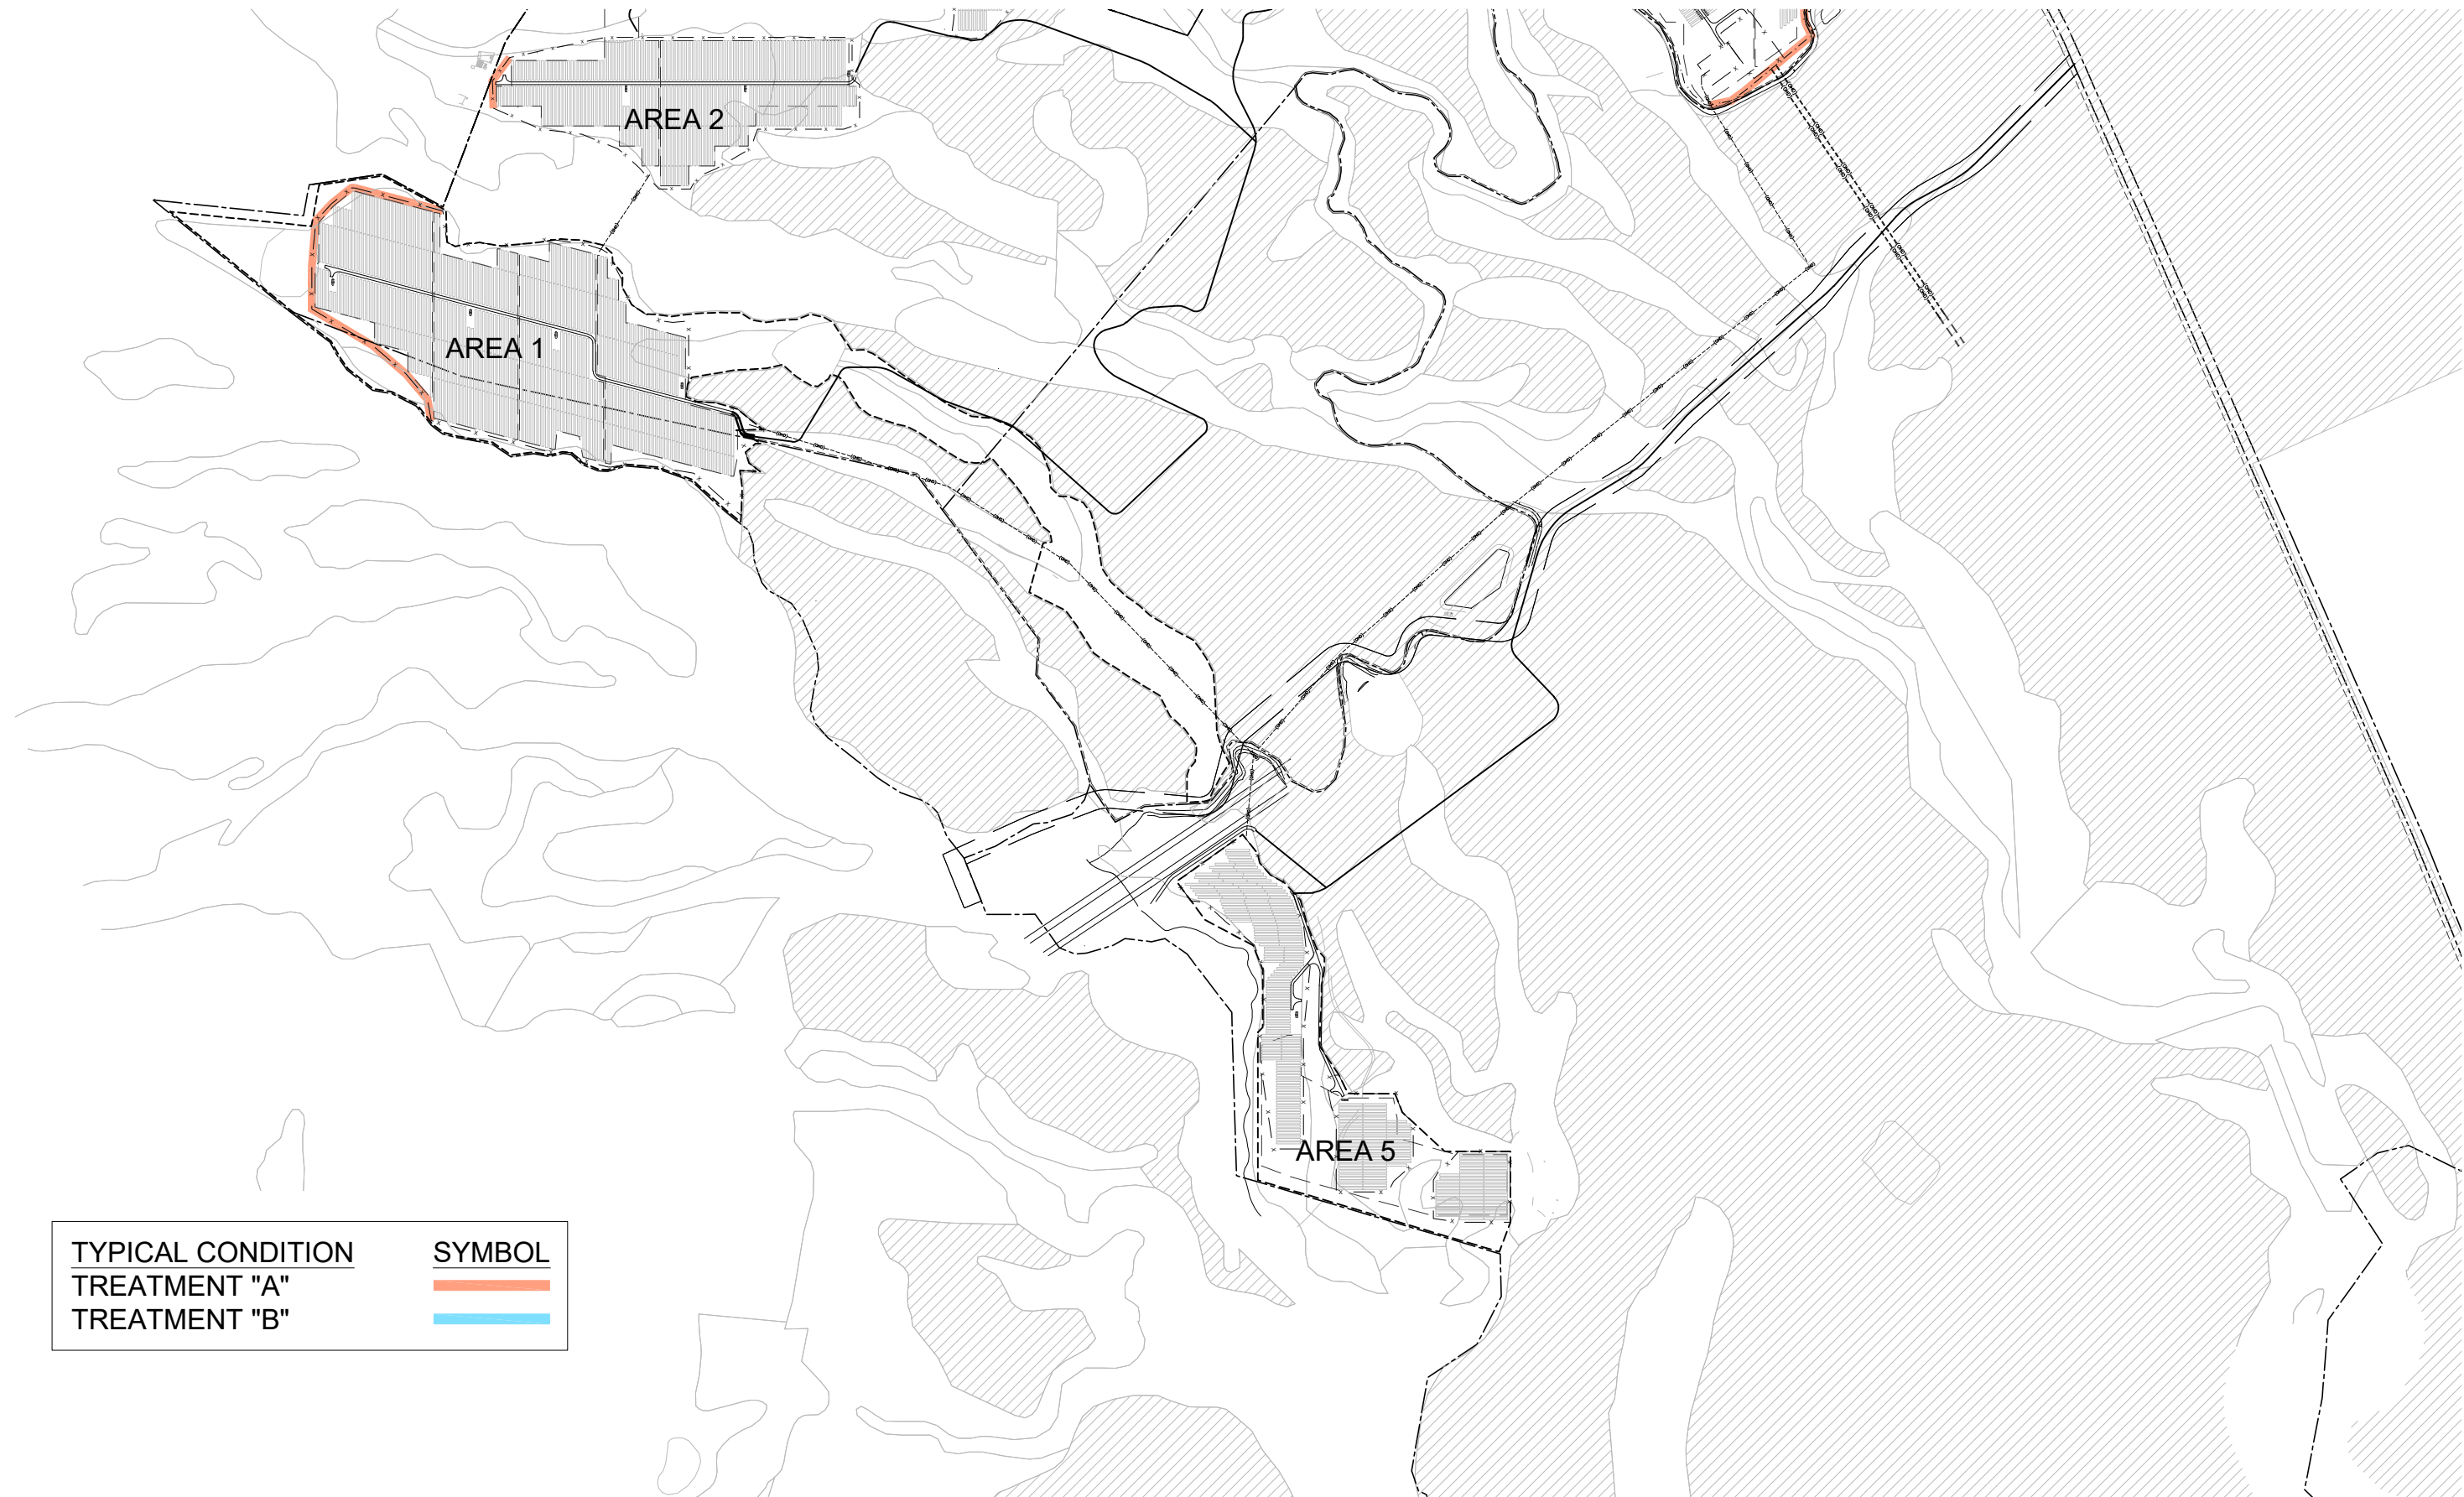 AREA 2
AREA 1
AREA 5
TYPICAL CONDITION SYMBOL
TREATMENT "A"
TREATMENT "B"